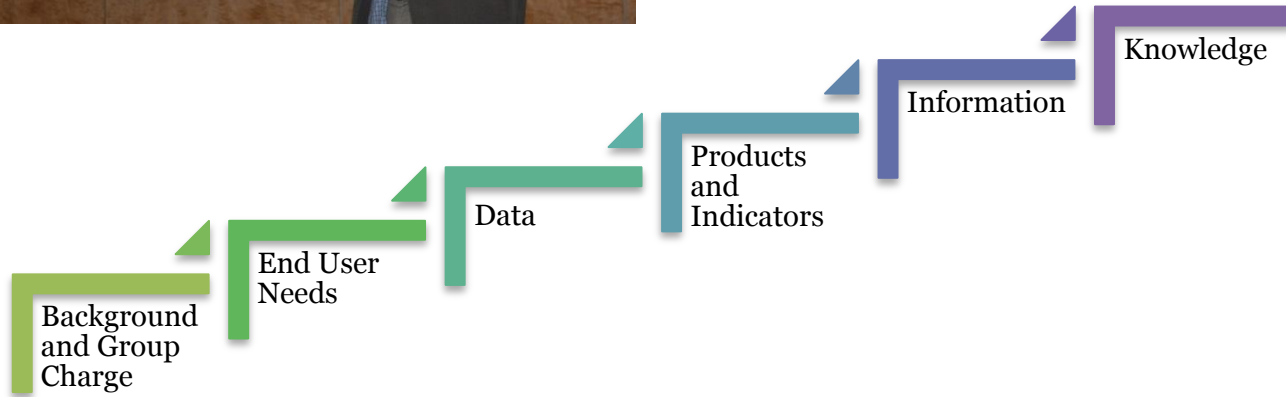 Background
and Group
Charge
End User
Needs
Data
Products
and
Indicators
Information
Knowledge